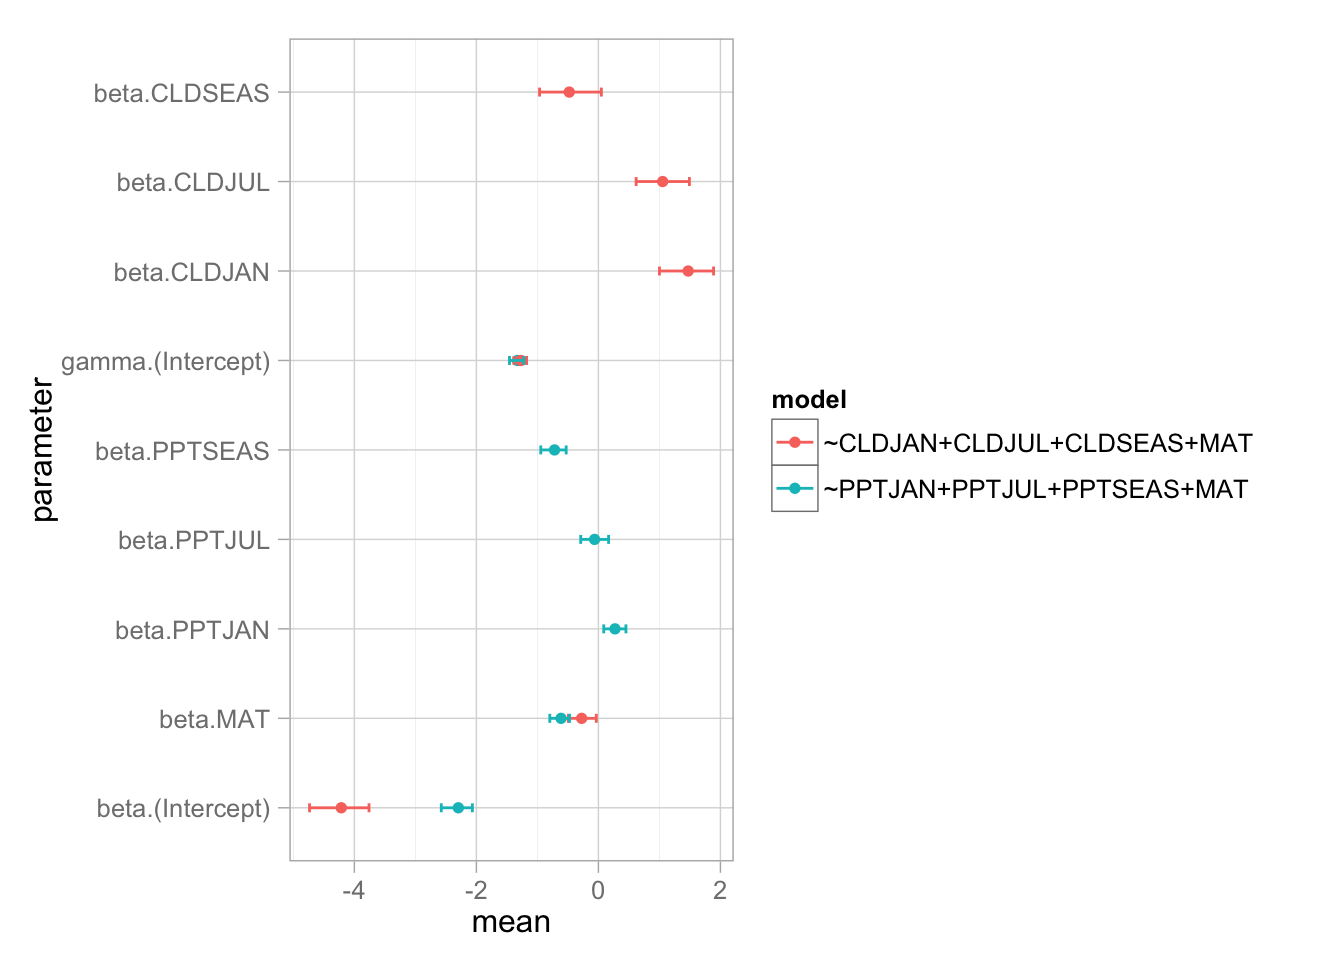 beta.CLDSEAS
beta.CLDJUL
beta.CLDJAN
gamma.(Intercept)
beta.PPTSEAS
beta.PPTJUL
beta.PPTJAN
beta.MAT
beta.(Intercept)
parameter
-4 -2 0 2
mean
model
~CLDJAN+CLDJUL+CLDSEAS+MAT
~PPTJAN+PPTJUL+PPTSEAS+MAT